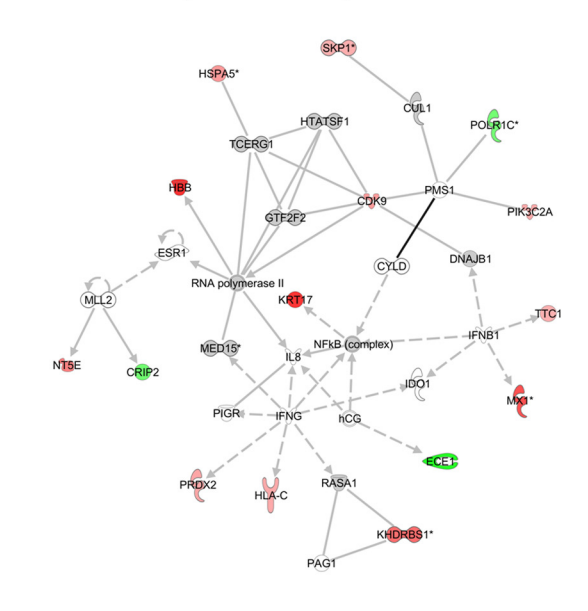 SKP1*
HSPA5*
CUL1
HTATSF1
POLR1C*
TCERG1
HBB
PMS1
CDK9
PIK3C2A
GTF2F2
ESR1
DNAJB1
CYLD
RNA polymerase II
MLL2
KRT17
TTC1
IFNB1
NFkB (complex)
MED15*
IL8
NT5E
CRIP2
IDO1
MX1*
PIGR
IFNG
hCG
ECE1
PRDX2
RASA1
HLA-C
KHDRBS1*
PAG1